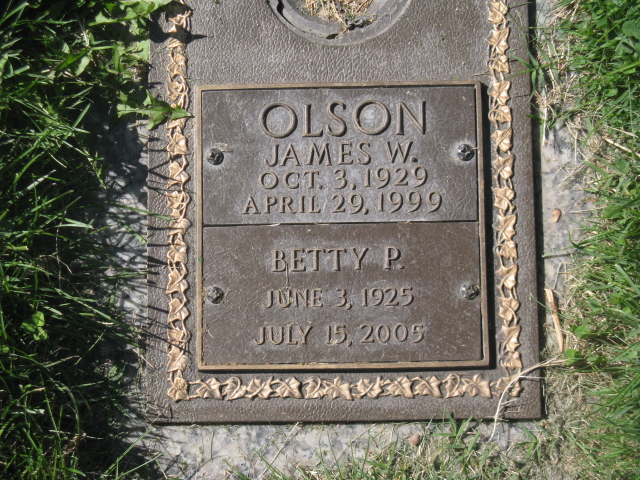 OLSON
JAMES W.
OCT. 3, 1929
APRIL 29, 1999
BETTY P.
JUNE 3, 1925
JULY 15, 2005